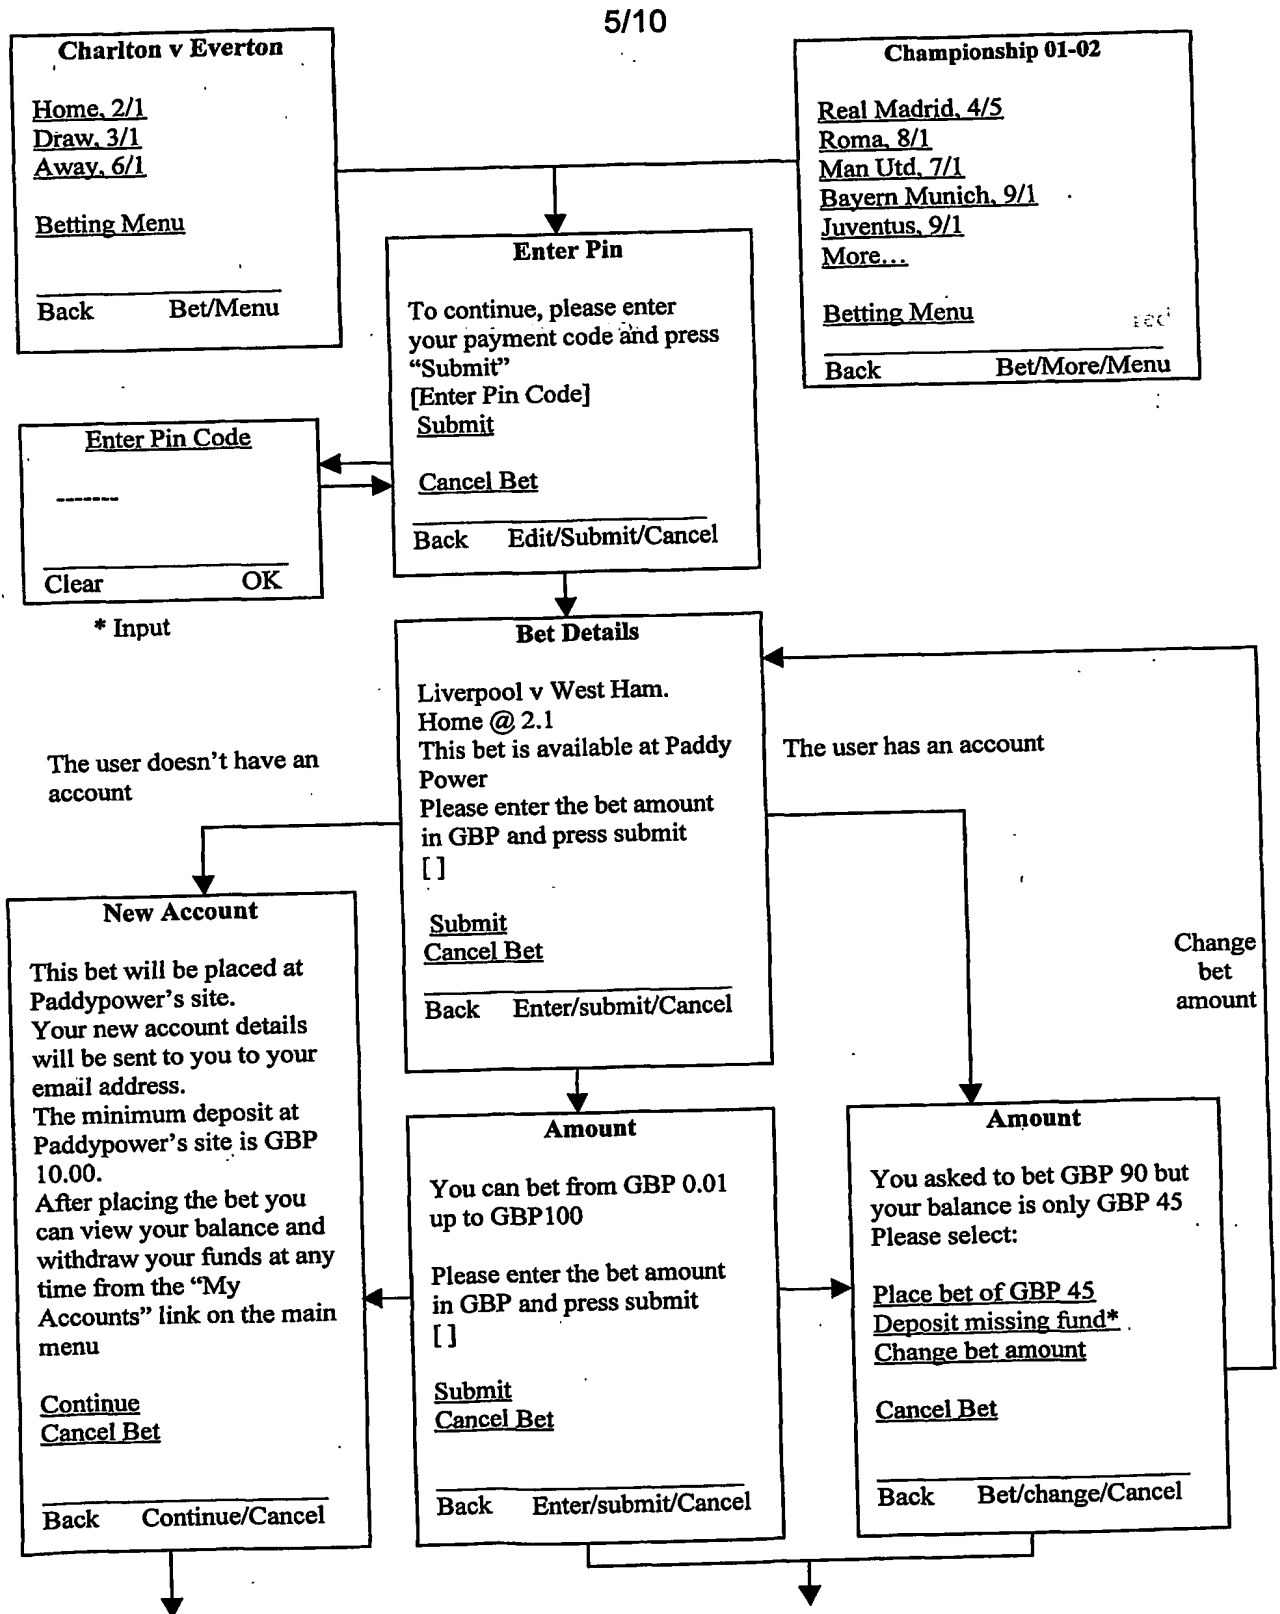 5/10
Charlton v Everton
Home, 2/1
Draw, 3/1
Away, 6/1
Betting Menu
Back Bet/Menu
Championship 01-02
Real Madrid, 4/5
Roma, 8/1
Man Utd, 7/1
Bayern Munich, 9/1
Juventus, 9/1
More...
Betting Menu
Back Bet/More/Menu
Enter Pin
To continue, please enter
your payment code and press
“Submit”
[Enter Pin Code]
Submit
Cancel Bet
Back Edit/Submit/Cancel
Enter Pin Code
-------
Clear OK
* Input
Bet Details
Liverpool v West Ham.
Home @ 2.1
This bet is available at Paddy
Power
Please enter the bet amount
in GBP and press submit
[ ]
Submit
Cancel Bet
Back Enter/submit/Cancel
The user doesn't have an
account
The user has an account
Change
bet
amount
New Account
This bet will be placed at
Paddypower's site.
Your new account details
will be sent to you to your
email address.
The minimum deposit at
Paddypower's site is GBP
10.00.
After placing the bet you
can view your balance and
withdraw your funds at any
time from the “My
Accounts” link on the main
menu
Continue
Cancel Bet
Back Continue/Cancel
Amount
You can bet from GBP 0.01
up to GBP100
Please enter the bet amount
in GBP and press submit
[ ]
Submit
Cancel Bet
Back Enter/submit/Cancel
Amount
You asked to bet GBP 90 but
your balance is only GBP 45
Please select:
Place bet of GBP 45
Deposit missing fund*
Change bet amount
Cancel Bet
Back Bet/change/Cancel